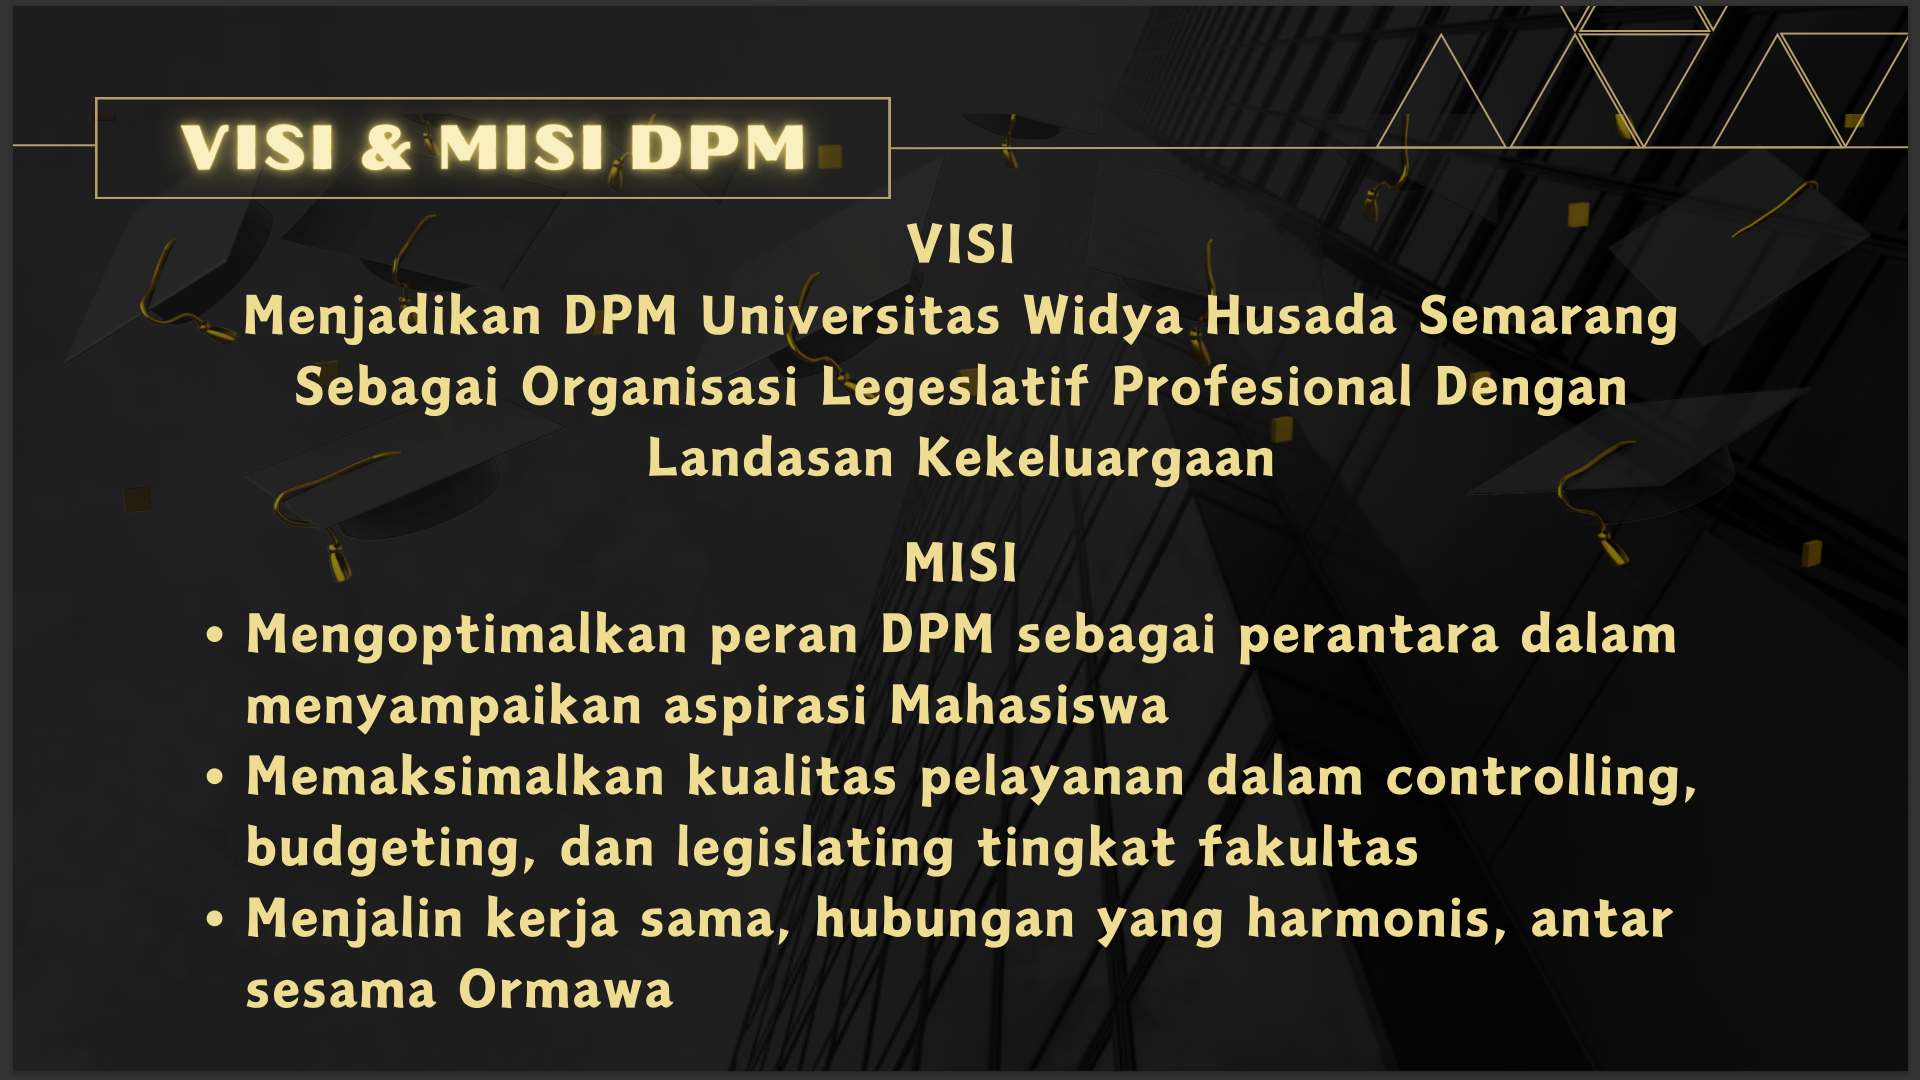 VISI & MISI DPM
VISI
Menjadikan DPM Universitas Widya Husada Semarang
Sebagai Organisasi Legeslatif Profesional Dengan
Landasan Kekeluargaan
MISI
• Mengoptimalkan peran DPM sebagai perantara dalam
menyampaikan aspirasi Mahasiswa
• Memaksimalkan kualitas pelayanan dalam controlling,
budgeting, dan legislating tingkat fakultas
• Menjalin kerja sama, hubungan yang harmonis, antar
sesama Ormawa